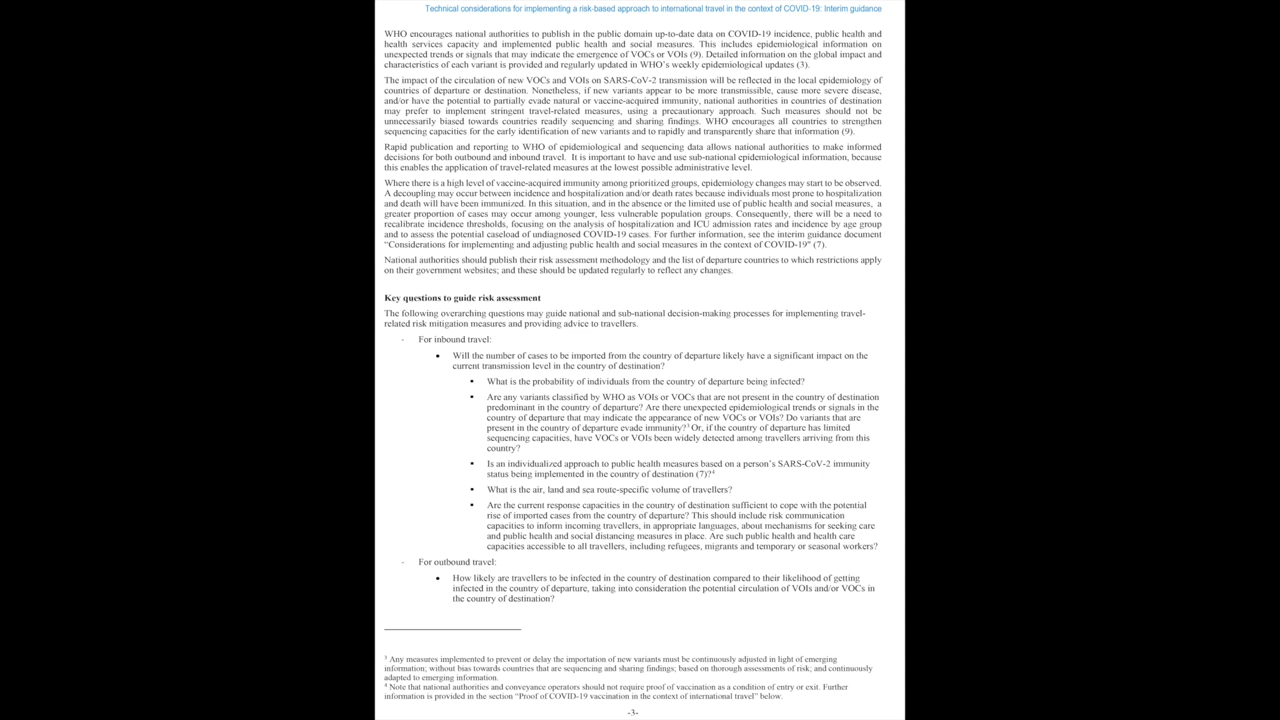 Technical considerations for implementing a risk-based approach to international travel in the context of COVID-19: Interim guidance
WHO encourages national authorities to publish in the public domain up-to-date data on COVID-19 incidence, public health and
health services capacity and implemented public health and social measures. This includes epidemiological information on
unexpected trends or signals that may indicate the emergence of VOCs or VOIs (9). Detailed information on the global impact and
characteristics of each variant is provided and regularly updated in WHO's weekly epidemiological updates (3).
The impact of the circulation of new VOCs and VOIs on SARS-CoV-2 transmission will be reflected in the local epidemiology of
countries of departure or destination. Nonetheless, if new variants appear to be more transmissible, cause more severe disease,
and/or have the potential to partially evade natural or vaccine-acquired immunity, national authorities in countries of destination
may prefer to implement stringent travel-related measures, using a precautionary approach. Such measures should not be
unnecessarily biased towards countries readily sequencing and sharing findings. WHO encourages all countries to strengthen
sequencing capacities for the early identification of new variants and to rapidly and transparently share that information (9).
Rapid publication and reporting to WHO of epidemiological and sequencing data allows national authorities to make informed
decisions for both outbound and inbound travel. It is important to have and use sub-national epidemiological information, because
this enables the application of travel-related measures at the lowest possible administrative level.
Where there is a high level of vaccine-acquired immunity among prioritized groups, epidemiology changes may start to be observed.
A decoupling may occur between incidence and hospitalization and/or death rates because individuals most prone to hospitalization
and death will have been immunized. In this situation, and in the absence or the limited use of public health and social measures, a
greater proportion of cases may occur among younger, less vulnerable population groups. Consequently, there will be a need to
recalibrate incidence thresholds, focusing on the analysis of hospitalization and ICU admission rates and incidence by age group
and to assess the potential caseload of undiagnosed COVID-19 cases. For further information, see the interim guidance document
“Considerations for implementing and adjusting public health and social measures in the context of COVID-19” (7).
National authorities should publish their risk assessment methodology and the list of departure countries to which restrictions apply
on their government websites; and these should be updated regularly to reflect any changes.
Key questions to guide risk assessment
The following overarching questions may guide national and sub-national decision-making processes for implementing travel-
related risk mitigation measures and providing advice to travellers.
- For inbound travel:
• Will the number of cases to be imported from the country of departure likely have a significant impact on the
current transmission level in the country of destination?
▪ What is the probability of individuals from the country of departure being infected?
▪ Are any variants classified by WHO as VOIs or VOCs that are not present in the country of destination
predominant in the country of departure? Are there unexpected epidemiological trends or signals in the
country of departure that may indicate the appearance of new VOCs or VOIs? Do variants that are
present in the country of departure evade immunity?³ Or, if the country of departure has limited
sequencing capacities, have VOCs or VOIs been widely detected among travellers arriving from this
country?
▪ Is an individualized approach to public health measures based on a person's SARS-CoV-2 immunity
status being implemented in the country of destination (7)?⁴
▪ What is the air, land and sea route-specific volume of travellers?
▪ Are the current response capacities in the country of destination sufficient to cope with the potential
rise of imported cases from the country of departure? This should include risk communication
capacities to inform incoming travellers, in appropriate languages, about mechanisms for seeking care
and public health and social distancing measures in place. Are such public health and health care
capacities accessible to all travellers, including refugees, migrants and temporary or seasonal workers?
- For outbound travel:
• How likely are travellers to be infected in the country of destination compared to their likelihood of getting
infected in the country of departure, taking into consideration the potential circulation of VOIs and/or VOCs in
the country of destination?
³ Any measures implemented to prevent or delay the importation of new variants must be continuously adjusted in light of emerging
information; without bias towards countries that are sequencing and sharing findings; based on thorough assessments of risk; and continuously
adapted to emerging information.
⁴ Note that national authorities and conveyance operators should not require proof of vaccination as a condition of entry or exit. Further
information is provided in the section “Proof of COVID-19 vaccination in the context of international travel” below.
-3-